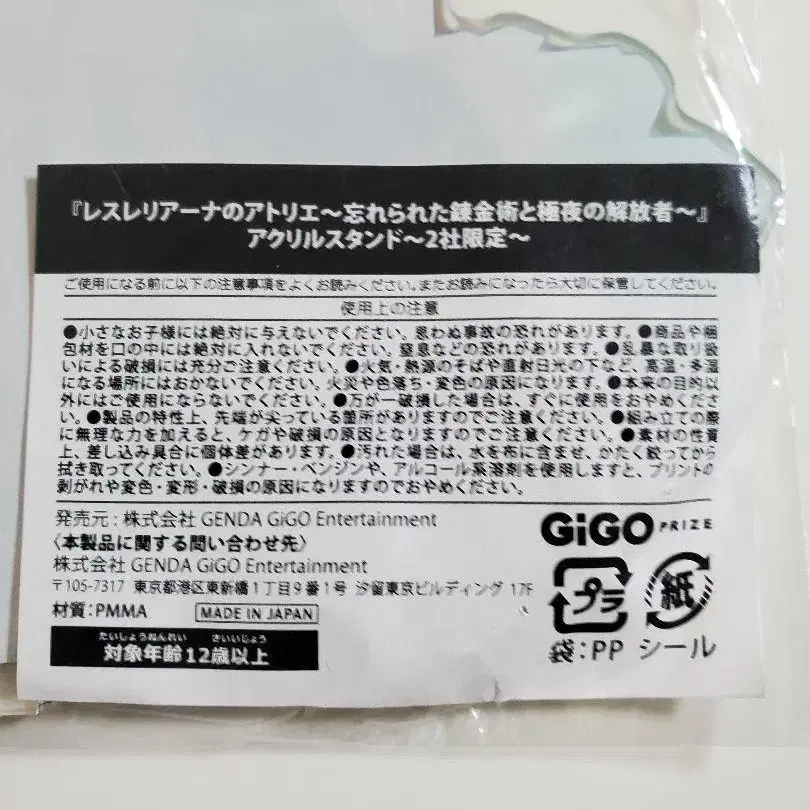 『レスレリアーナのアトリエ～忘れられた錬金術と極夜の解放者～』
アクリルスタンド～2社限定～
ご使用になる前に以下の注意事項をよくお読みください。またお読みになったら大切に保管してください。
使用上の注意
●小さなお子様には絶対に与えないでください。思わぬ事故の恐れがあります。●商品や梱
包材を口の中には絶対に入れないでください。窒息などの恐れがあります。●乱暴な取り扱
いによる破損には充分ご注意ください。●火気・熱源のそばや直射日光の下など、高温・多湿
になる場所にはおかないでください。火災や色落ち・変色の原因になります。●本来の目的以
外にはご使用にならないでください。●万が一破損した場合は、すぐに使用をおやめくださ
い。●製品の特性上、先端が尖っている箇所がありますのでご注意ください。●組み立ての際
に無理な力を加えると、ケガや破損の原因となりますのでご注意ください。●素材の性質
上、差し込み具合に個体差があります。●汚れた場合は、水を布に含ませ、かたく絞ってから
拭き取ってください。●シンナー・ベンジンや、アルコール系溶剤を使用しますと、プリントの
剥がれや変色・変形・破損の原因になりますのでおやめください。
発売元：株式会社 GENDA GiGO Entertainment
〈本製品に関する問い合わせ先〉
株式会社 GENDA GiGO Entertainment
〒105-7317 東京都港区東新橋1丁目9番1号 汐留東京ビルディング 17F
材質：PMMA
MADE IN JAPAN
たいしょうねんれい さいいじょう
対象年齢12歳以上
GiGO PRIZE
プラ
紙
袋：PP シール